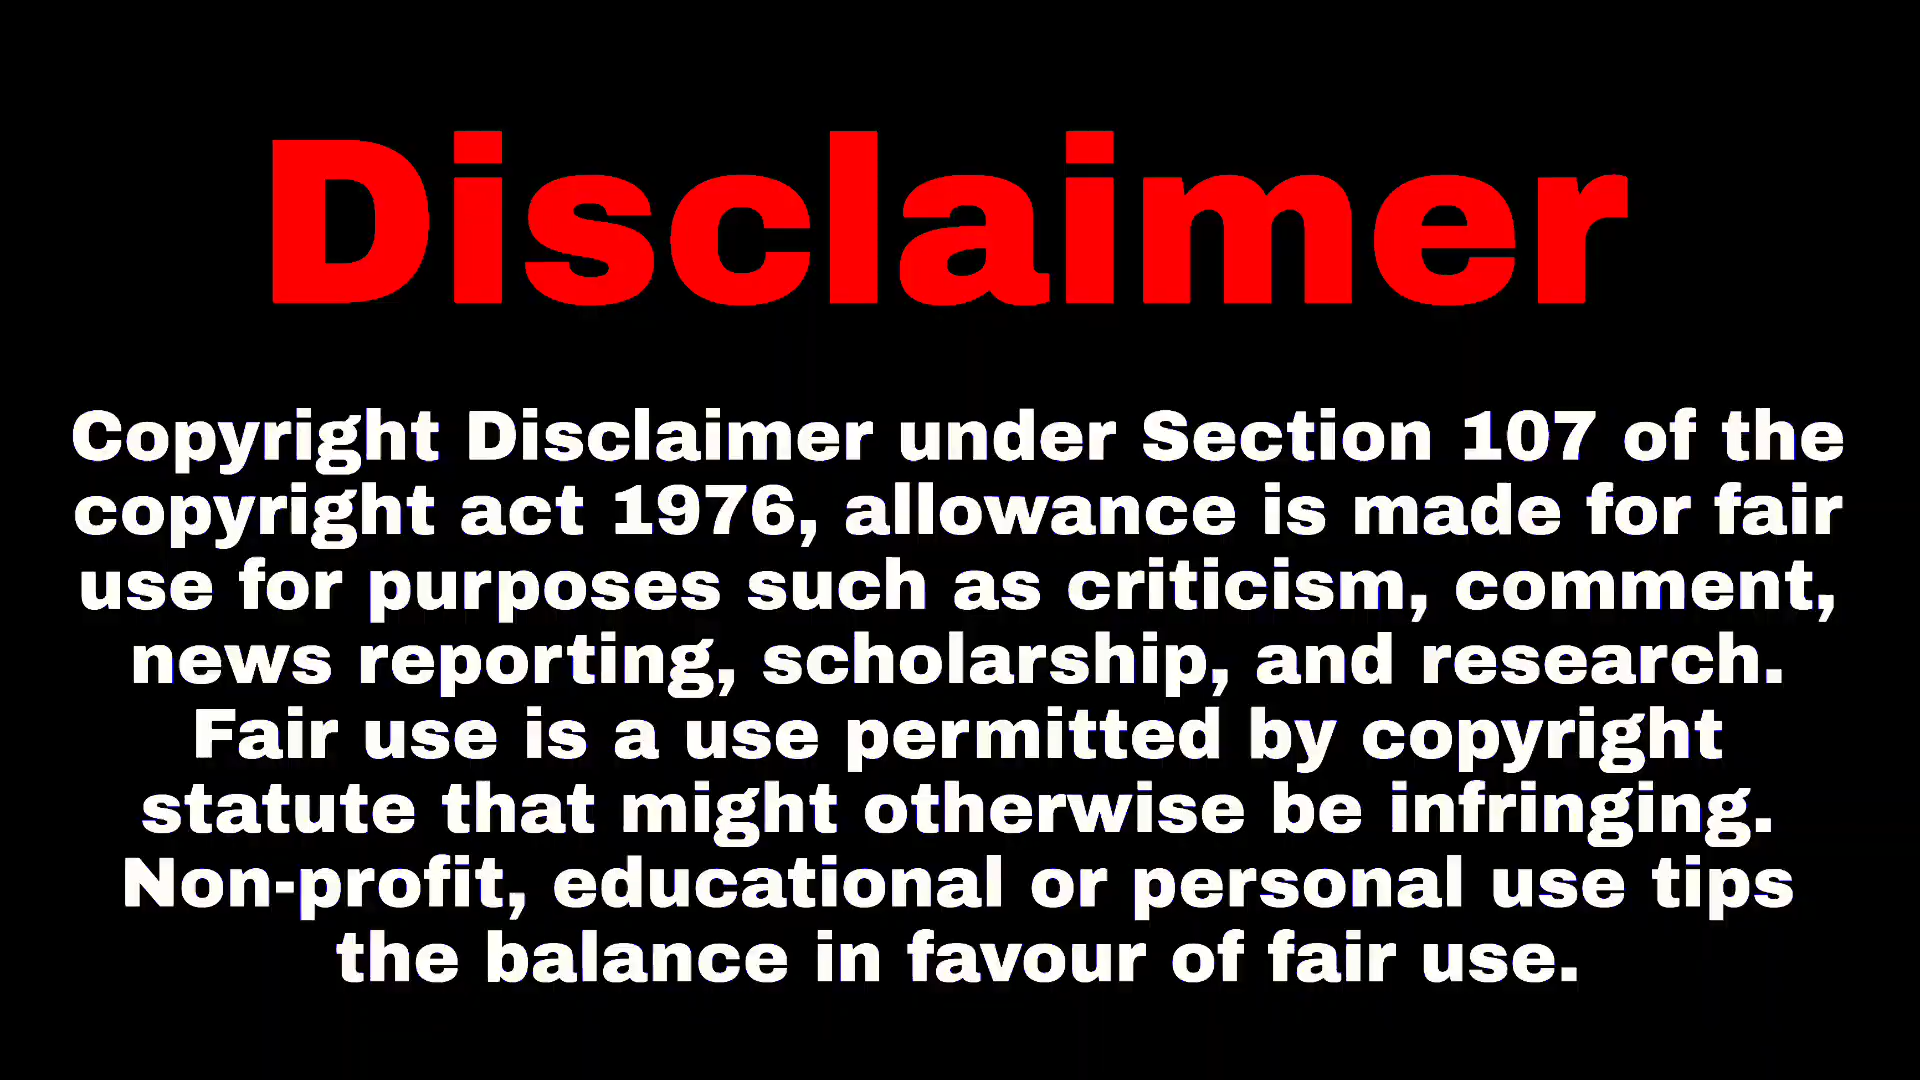 Disclaimer
Copyright Disclaimer under Section 107 of the
copyright act 1976, allowance is made for fair
use for purposes such as criticism, comment,
news reporting, scholarship, and research.
Fair use is a use permitted by copyright
statute that might otherwise be infringing.
Non-profit, educational or personal use tips
the balance in favour of fair use.